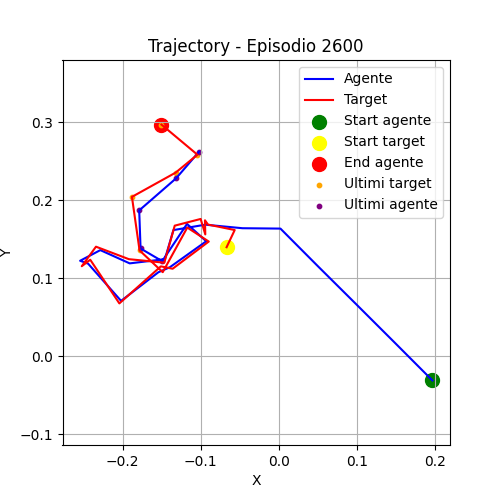 Trajectory - Episodio 2600
Agente
Target
Start agente
Start target
End agente
Ultimi target
Ultimi agente
Y
0.3
0.2
0.1
0.0
−0.1
−0.2
−0.1
0.0
0.1
0.2
X